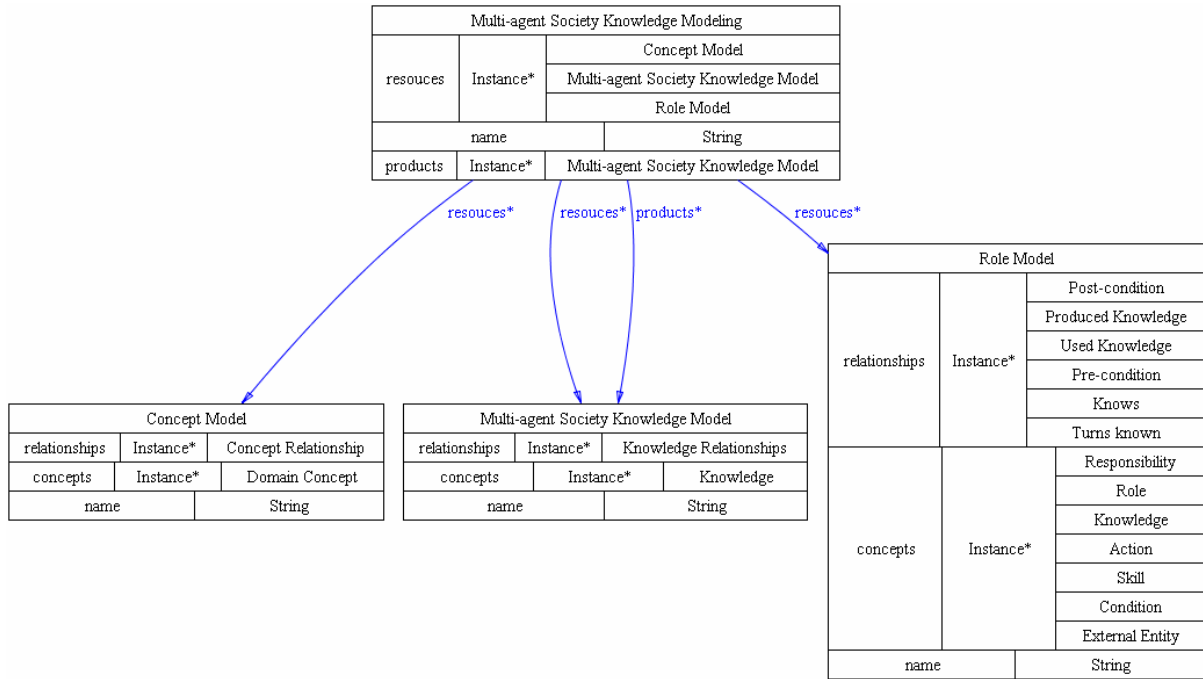 Multi-agent Society Knowledge Modeling
resouces
Instance*
Concept Model
Multi-agent Society Knowledge Model
Role Model
name
String
products
Instance*
Multi-agent Society Knowledge Model
resouces*
resouces*
products*
resouces*
Concept Model
relationships
Instance*
Concept Relationship
concepts
Instance*
Domain Concept
name
String
Multi-agent Society Knowledge Model
relationships
Instance*
Knowledge Relationships
concepts
Instance*
Knowledge
name
String
Role Model
relationships
Instance*
Post-condition
Produced Knowledge
Used Knowledge
Pre-condition
Knows
Turns known
concepts
Instance*
Responsibility
Role
Knowledge
Action
Skill
Condition
External Entity
name
String